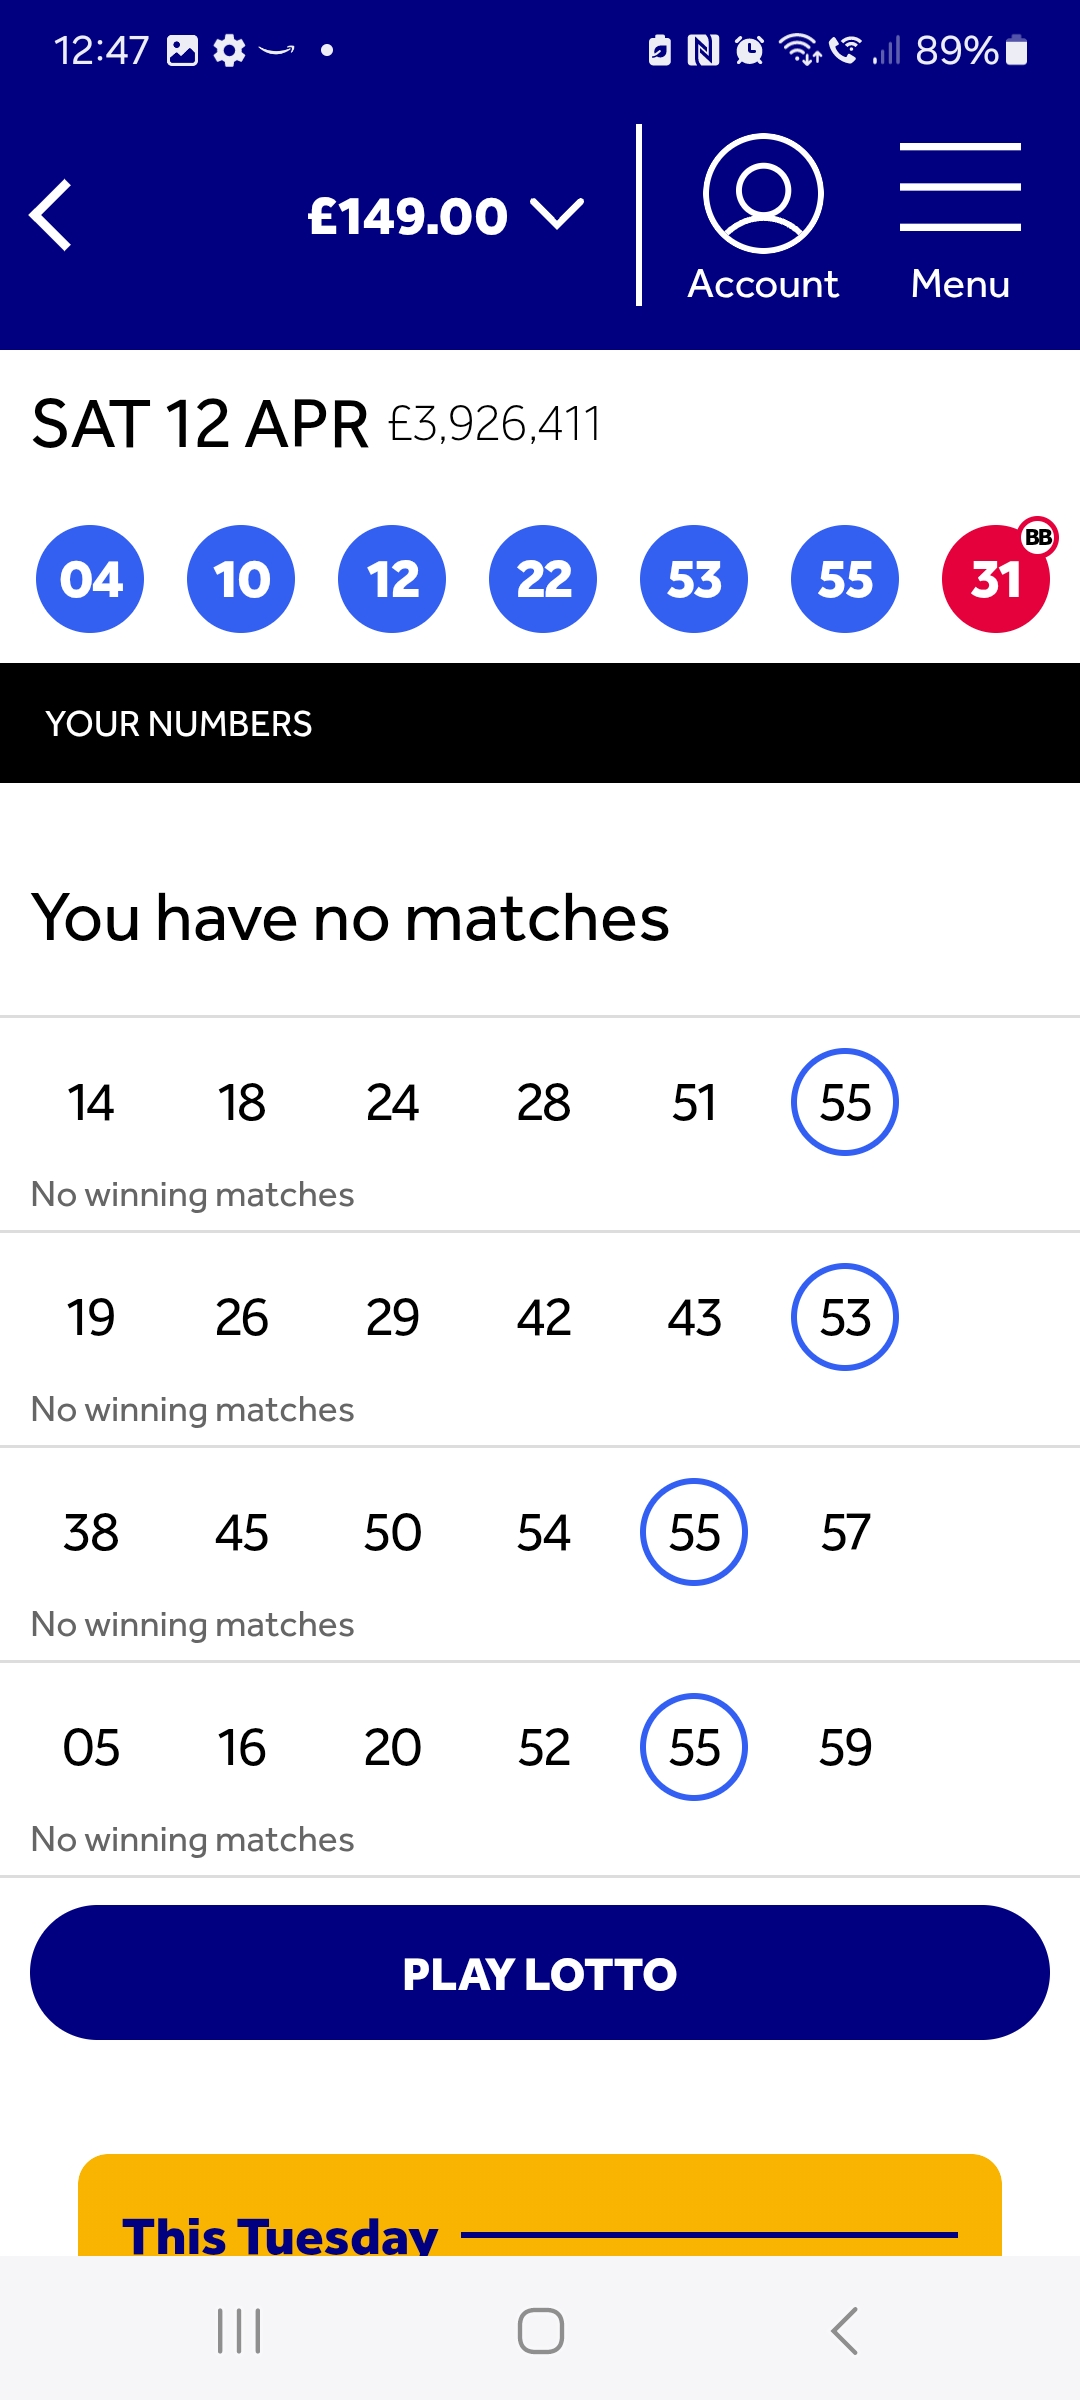 12:47 89%
£149.00
Account Menu
SAT 12 APR £3,926,411
04 10 12 22 53 55 31 BB
YOUR NUMBERS
You have no matches
14 18 24 28 51 55
No winning matches
19 26 29 42 43 53
No winning matches
38 45 50 54 55 57
No winning matches
05 16 20 52 55 59
No winning matches
PLAY LOTTO
This Tuesday